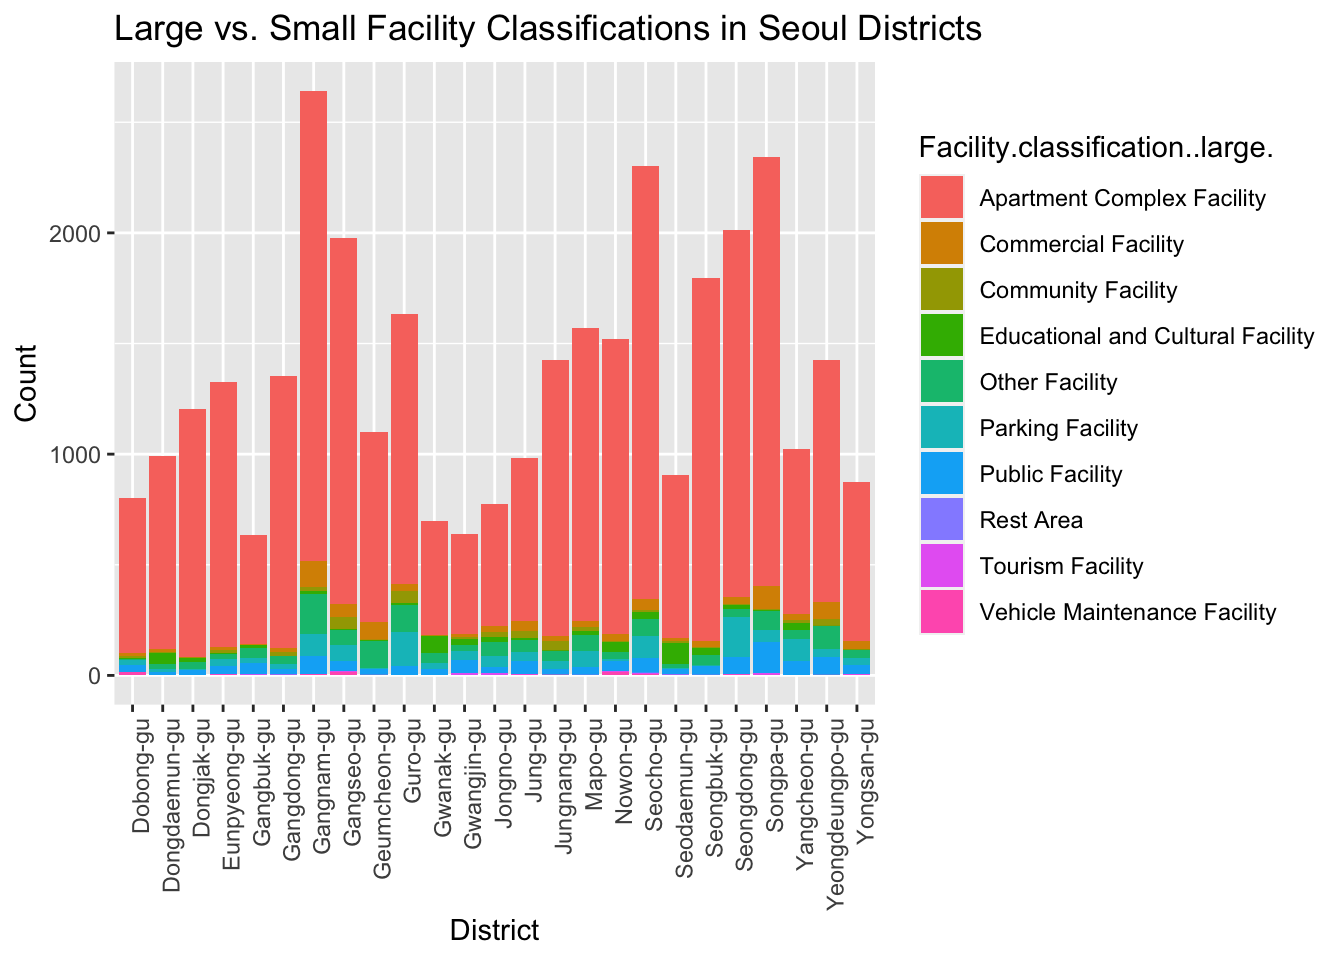 Large vs. Small Facility Classifications in Seoul Districts
Count
2000
1000
0
Dobong-gu
Dongdaemun-gu
Dongjak-gu
Eunpyeong-gu
Gangbuk-gu
Gangdong-gu
Gangnam-gu
Gangseo-gu
Geumcheon-gu
Guro-gu
Gwanak-gu
Gwangjin-gu
Jongno-gu
Jung-gu
Jungnang-gu
Mapo-gu
Nowon-gu
Seocho-gu
Seodaemun-gu
Seongbuk-gu
Seongdong-gu
Songpa-gu
Yangcheon-gu
Yeongdeungpo-gu
Yongsan-gu
District
Facility.classification..large.
Apartment Complex Facility
Commercial Facility
Community Facility
Educational and Cultural Facility
Other Facility
Parking Facility
Public Facility
Rest Area
Tourism Facility
Vehicle Maintenance Facility